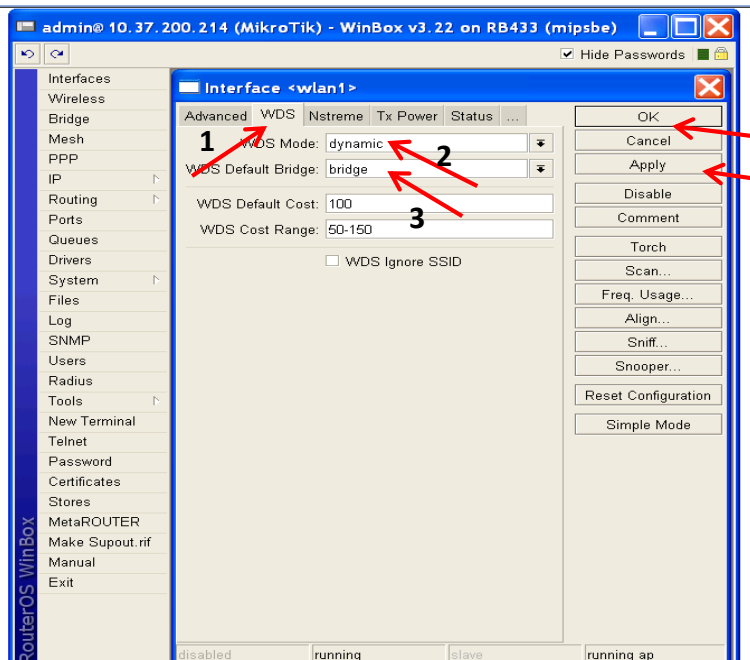 admin@ 10.37.200.214 (MikroTik) - WinBox v3.22 on RB433 (mipsbe)
Hide Passwords
Interfaces
Wireless
Bridge
Mesh
PPP
IP
Routing
Ports
Queues
Drivers
System
Files
Log
SNMP
Users
Radius
Tools
New Terminal
Telnet
Password
Certificates
Stores
MetaROUTER
Make Supout.rif
Manual
Exit
RouterOS WinBox
Interface <wlan1>
Advanced WDS Nstreme Tx Power Status ...
1
WDS Mode: dynamic
2
WDS Default Bridge: bridge
WDS Default Cost: 100
3
WDS Cost Range: 50-150
WDS Ignore SSID
OK
Cancel
Apply
Disable
Comment
Torch
Scan...
Freq. Usage...
Align...
Sniff...
Snooper...
Reset Configuration
Simple Mode
disabled running slave running ap